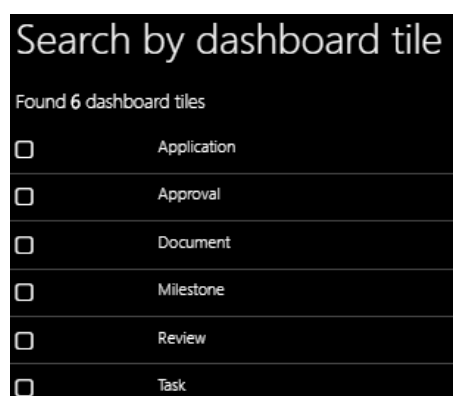 Search by dashboard tile
Found 6 dashboard tiles
Application
Approval
Document
Milestone
Review
Task